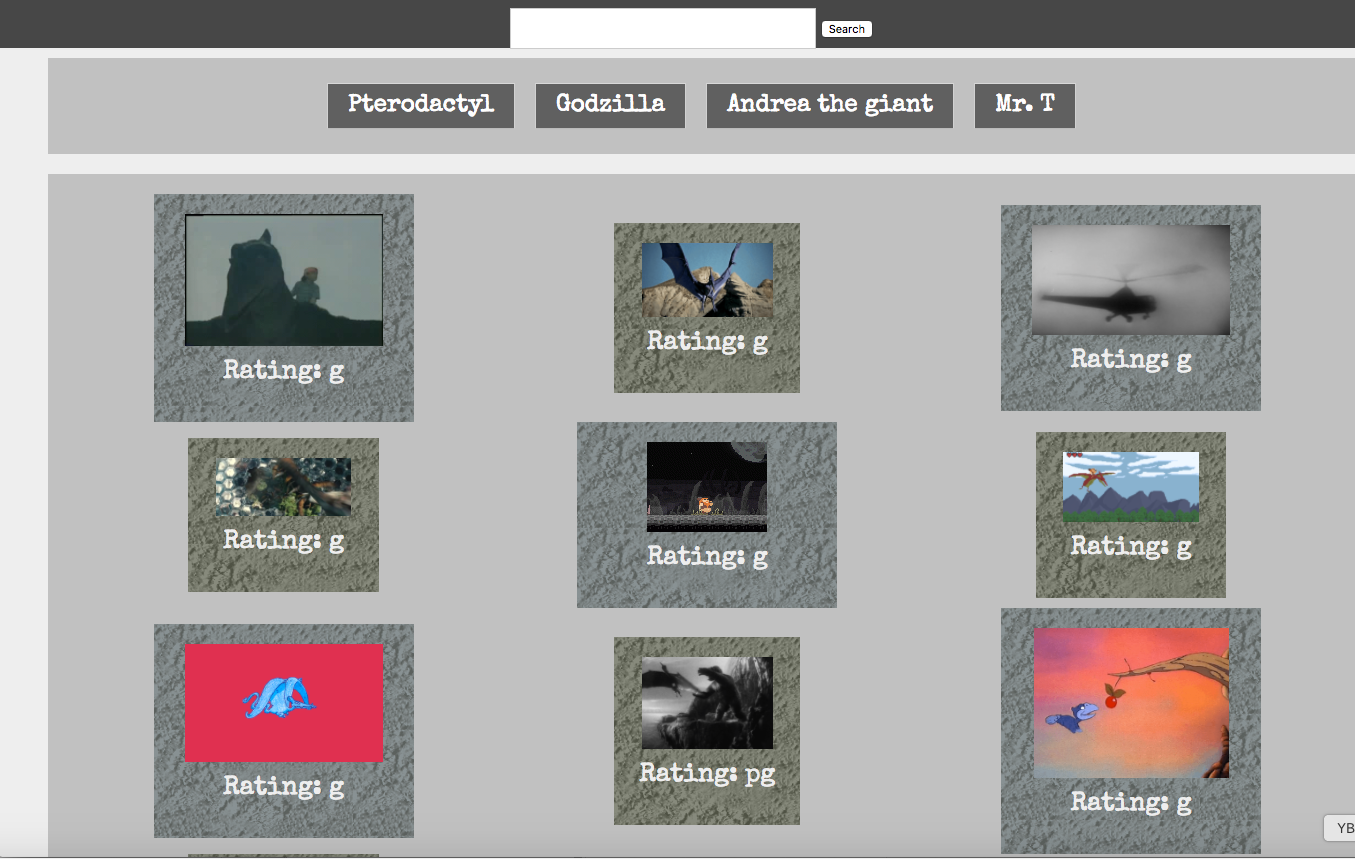 Search
Pterodactyl
Godzilla
Andrea the giant
Mr. T
Rating: g
Rating: g
Rating: g
Rating: g
Rating: g
Rating: g
Rating: g
Rating: pg
Rating: g
YB